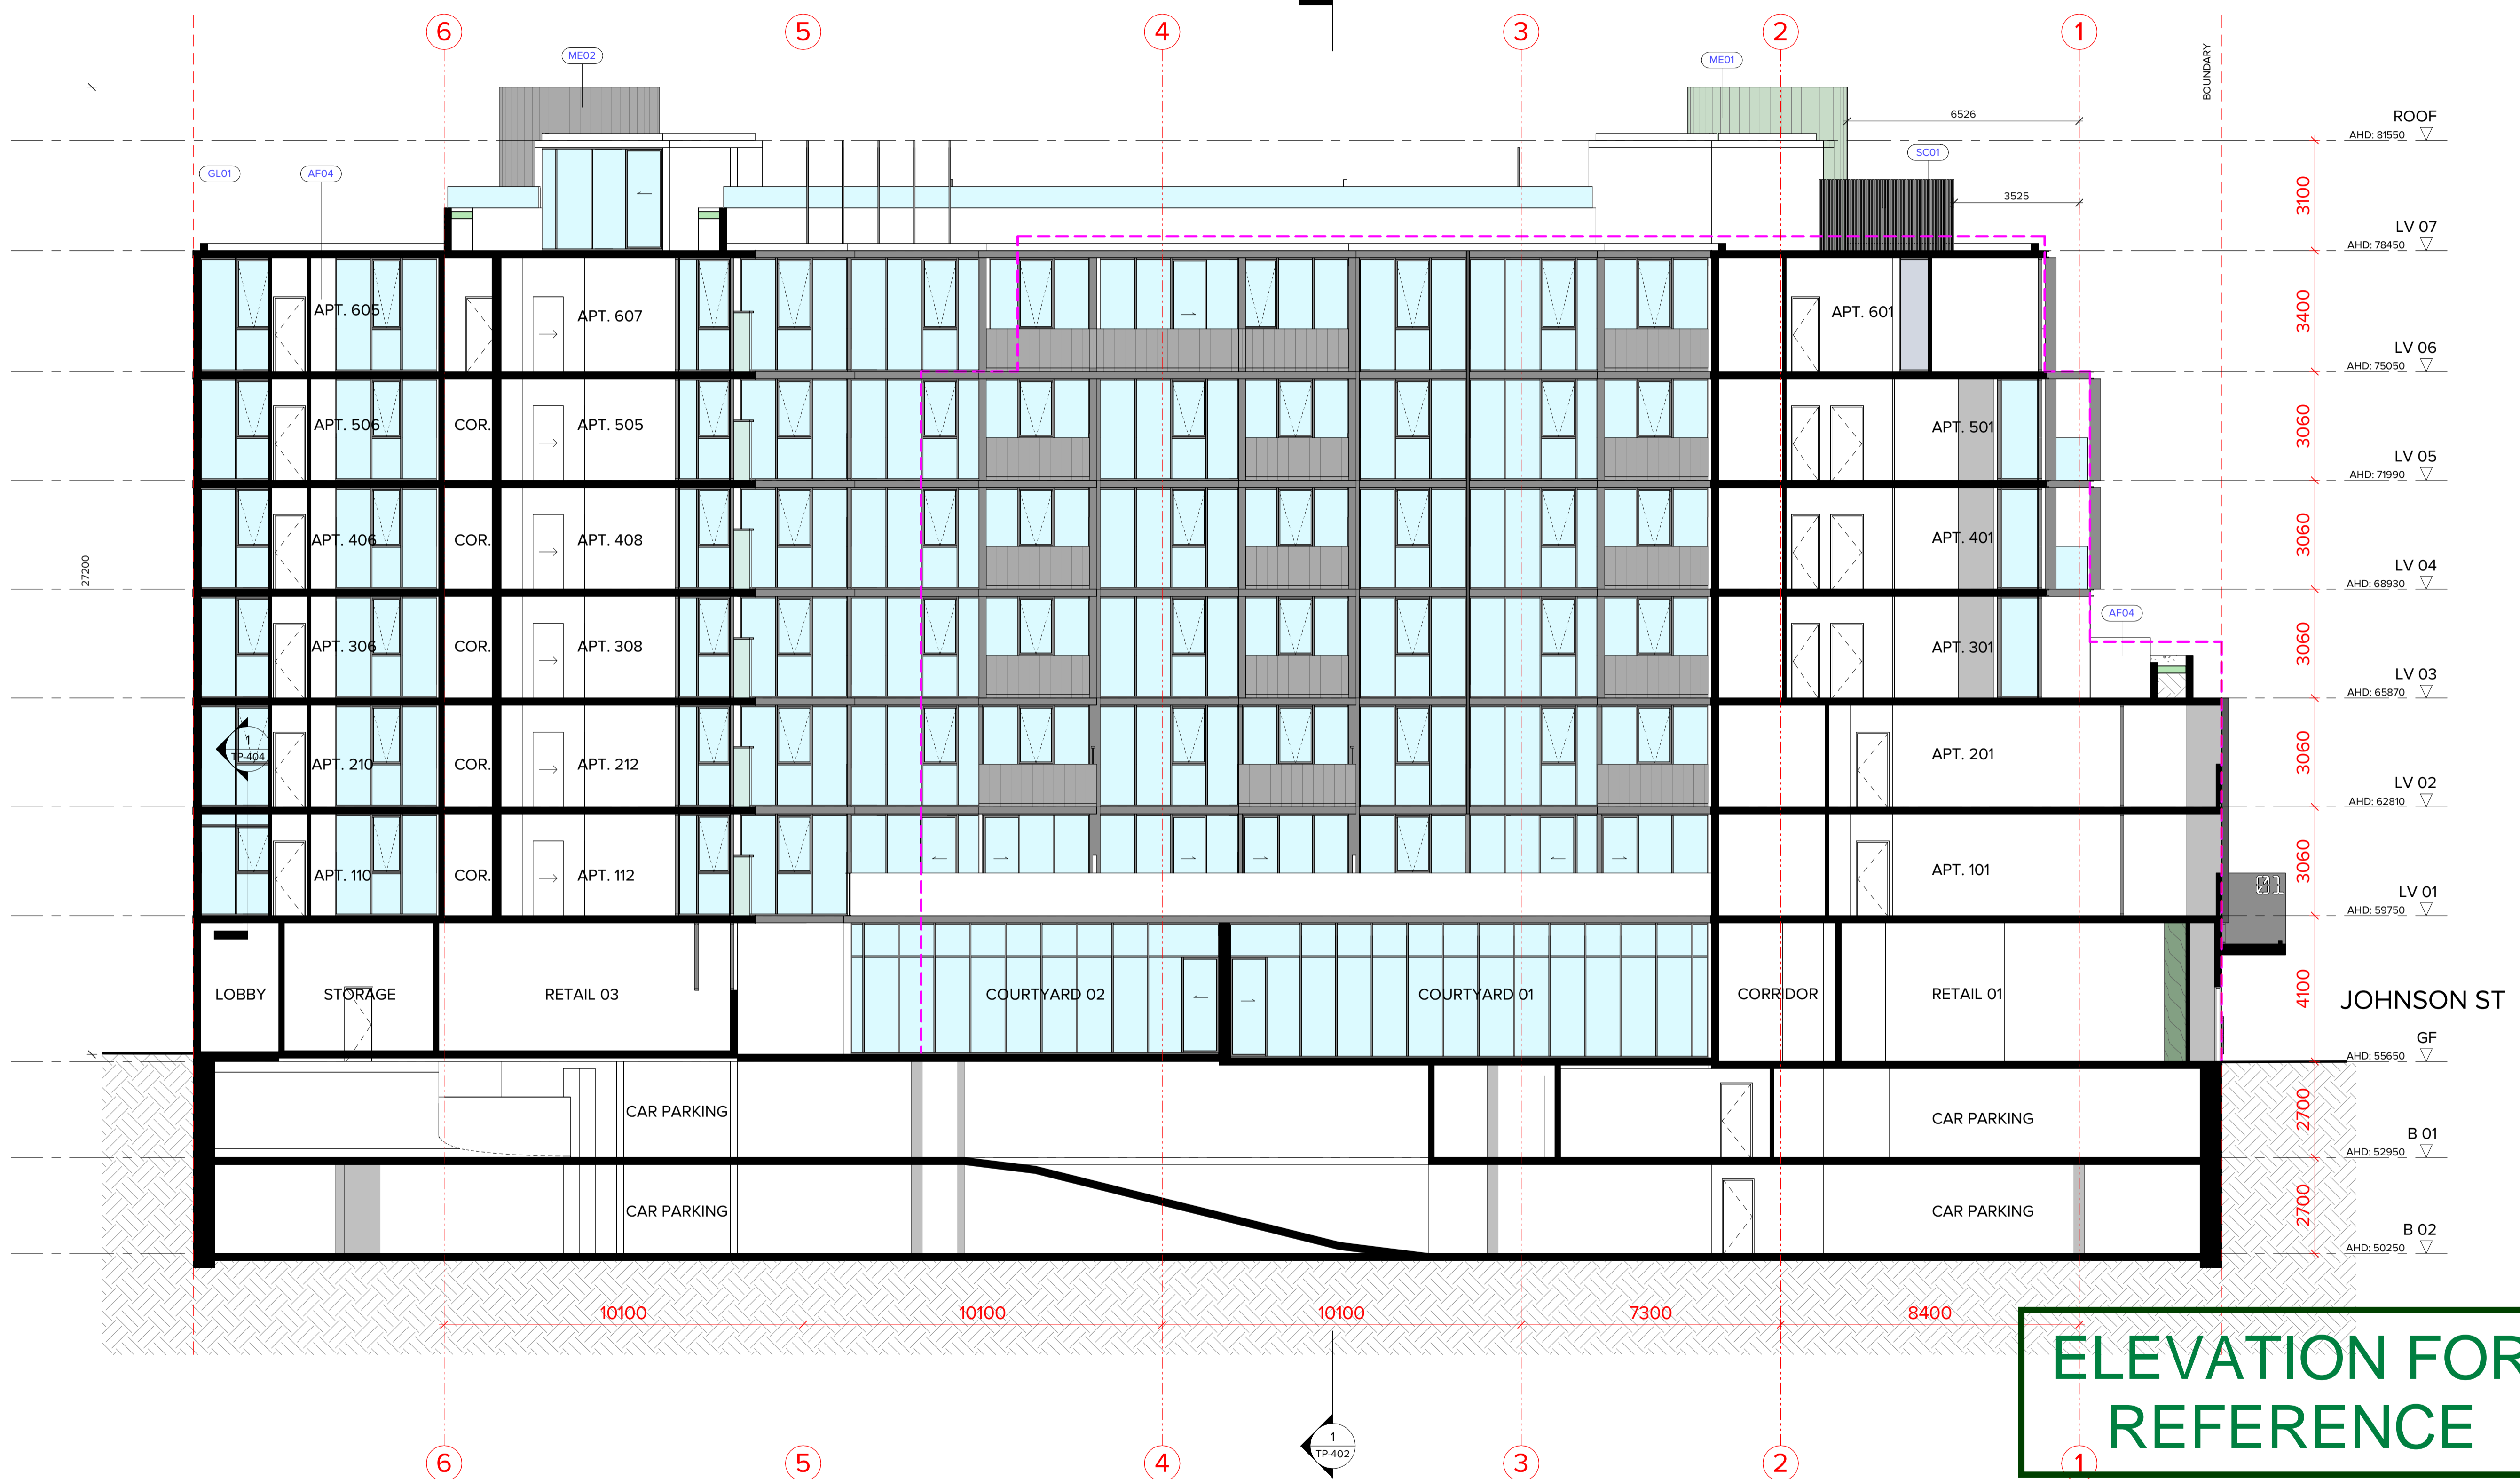 6
5
4
3
2
1
ME02
ME01
BOUNDARY
6526
ROOF
AHD: 81550
GL01
AF04
SC01
3525
3100
LV 07
AHD: 78450
APT. 605
APT. 607
APT. 601
3400
LV 06
AHD: 75050
APT. 506
COR.
APT. 505
APT. 501
3060
LV 05
AHD: 71990
27200
APT. 406
COR.
APT. 408
APT. 401
3060
LV 04
AHD: 68930
AF04
APT. 306
COR.
APT. 308
APT. 301
3060
LV 03
AHD: 65870
1
TP-404
APT. 210
COR.
APT. 212
APT. 201
3060
LV 02
AHD: 62810
APT. 110
COR.
APT. 112
APT. 101
01
3060
LV 01
AHD: 59750
LOBBY
STORAGE
RETAIL 03
COURTYARD 02
COURTYARD 01
CORRIDOR
RETAIL 01
4100
JOHNSON ST
GF
AHD: 55650
CAR PARKING
CAR PARKING
2700
B 01
AHD: 52950
CAR PARKING
CAR PARKING
2700
B 02
AHD: 50250
10100
10100
10100
7300
8400
ELEVATION FOR
REFERENCE
1
TP-402
6
5
4
3
2
1